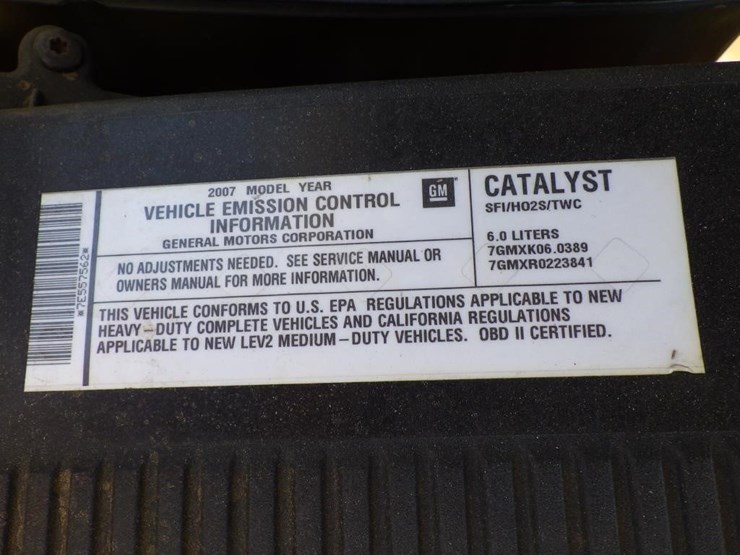 2007 MODEL YEAR
VEHICLE EMISSION CONTROL
INFORMATION
GENERAL MOTORS CORPORATION
GM
CATALYST
SFI/HO2S/TWC
6.0 LITERS
7GMXK06.0389
7GMXR0223841
NO ADJUSTMENTS NEEDED. SEE SERVICE MANUAL OR
OWNERS MANUAL FOR MORE INFORMATION.
THIS VEHICLE CONFORMS TO U.S. EPA REGULATIONS APPLICABLE TO NEW
HEAVY-DUTY COMPLETE VEHICLES AND CALIFORNIA REGULATIONS
APPLICABLE TO NEW LEV2 MEDIUM-DUTY VEHICLES. OBD II CERTIFIED.
*7E557562*